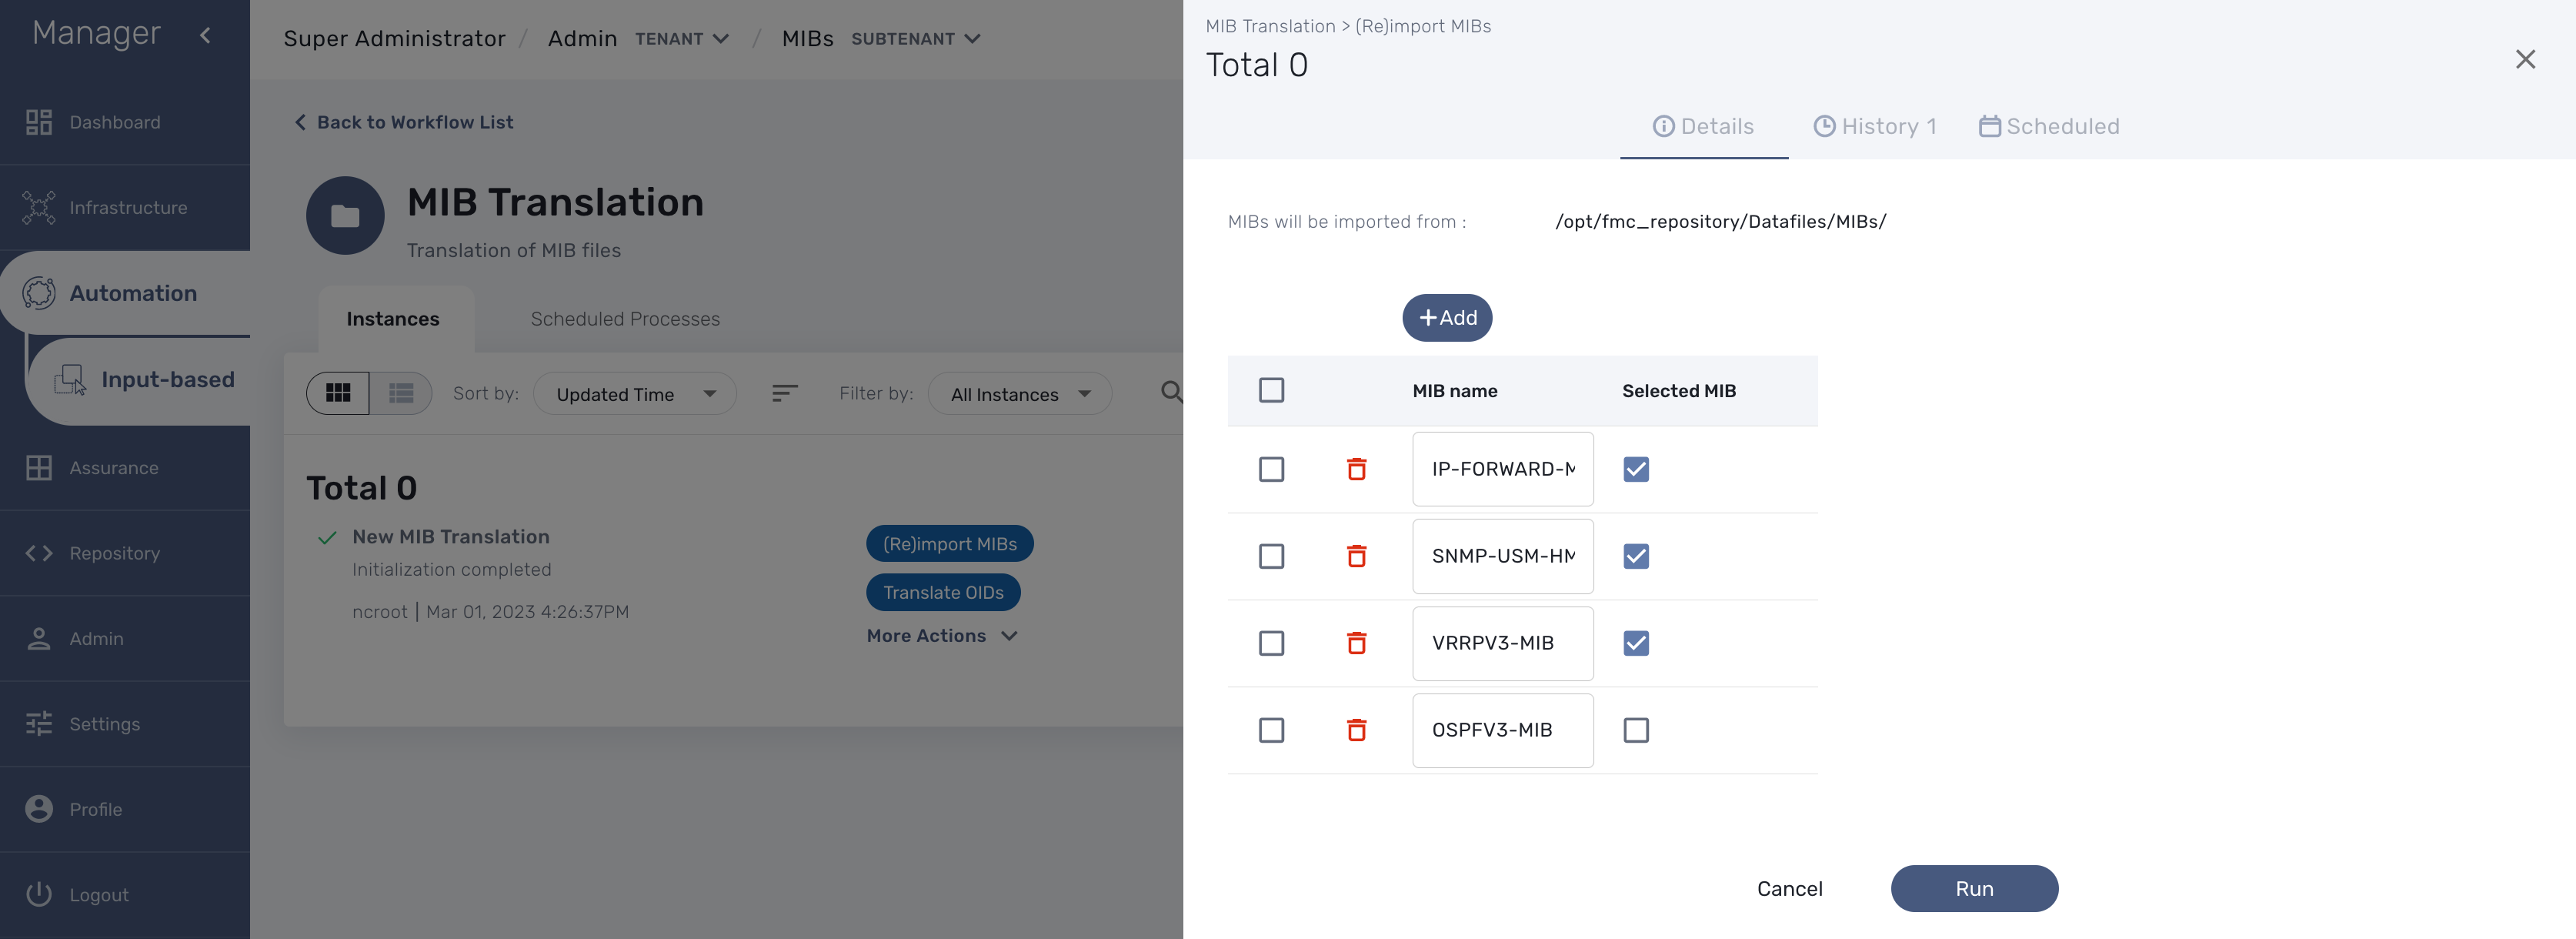 Manager
Dashboard
Infrastructure
Automation
Input-based
Assurance
Repository
Admin
Settings
Profile
Logout
Super Administrator / Admin TENANT / MIBs SUBTENANT
Back to Workflow List
MIB Translation
Translation of MIB files
Instances Scheduled Processes
Sort by: Updated Time Filter by: All Instances
Total 0
New MIB Translation
Initialization completed
ncroot | Mar 01, 2023 4:26:37PM
(Re)import MIBs
Translate OIDs
More Actions
MIB Translation > (Re)import MIBs
Total 0
Details History 1 Scheduled
MIBs will be imported from : /opt/fmc_repository/Datafiles/MIBs/
+Add
MIB name Selected MIB
IP-FORWARD-M
SNMP-USM-HM
VRRPV3-MIB
OSPFV3-MIB
Cancel Run